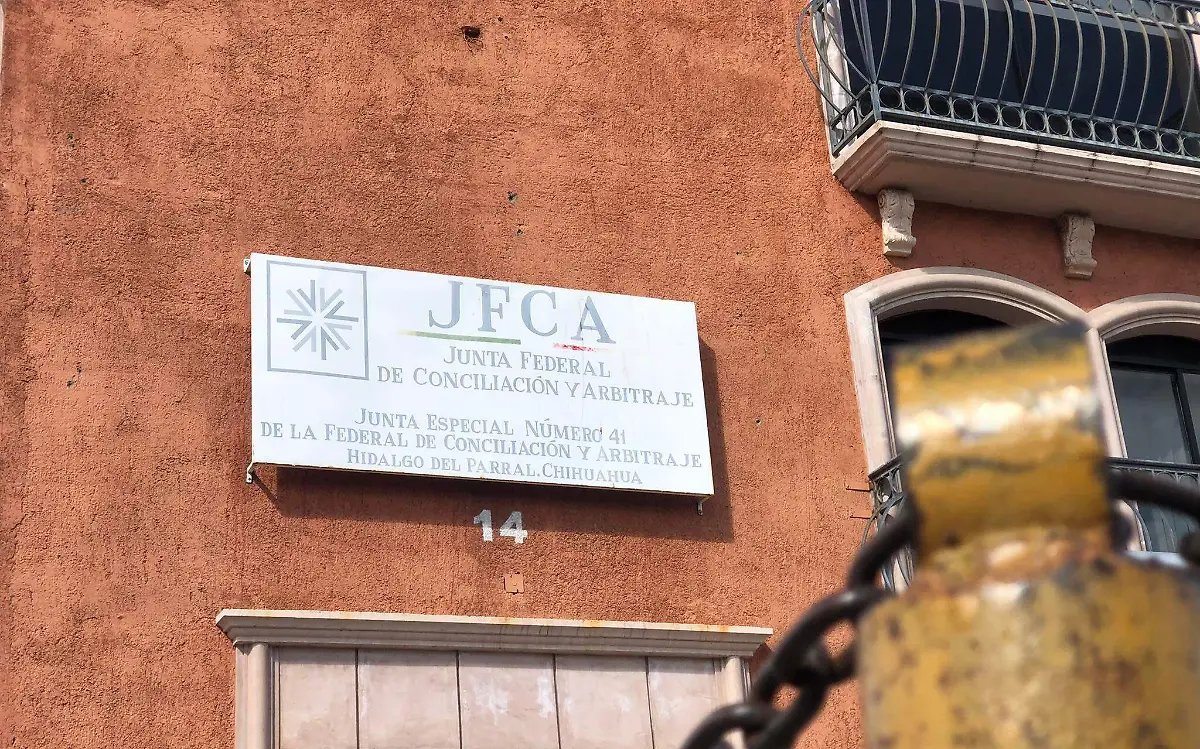 JFCA
JUNTA FEDERAL
DE CONCILIACIÓN Y ARBITRAJE
JUNTA ESPECIAL NÚMERO 41
DE LA FEDERAL DE CONCILIACIÓN Y ARBITRAJE
HIDALGO DEL PARRAL. CHIHUAHUA
14